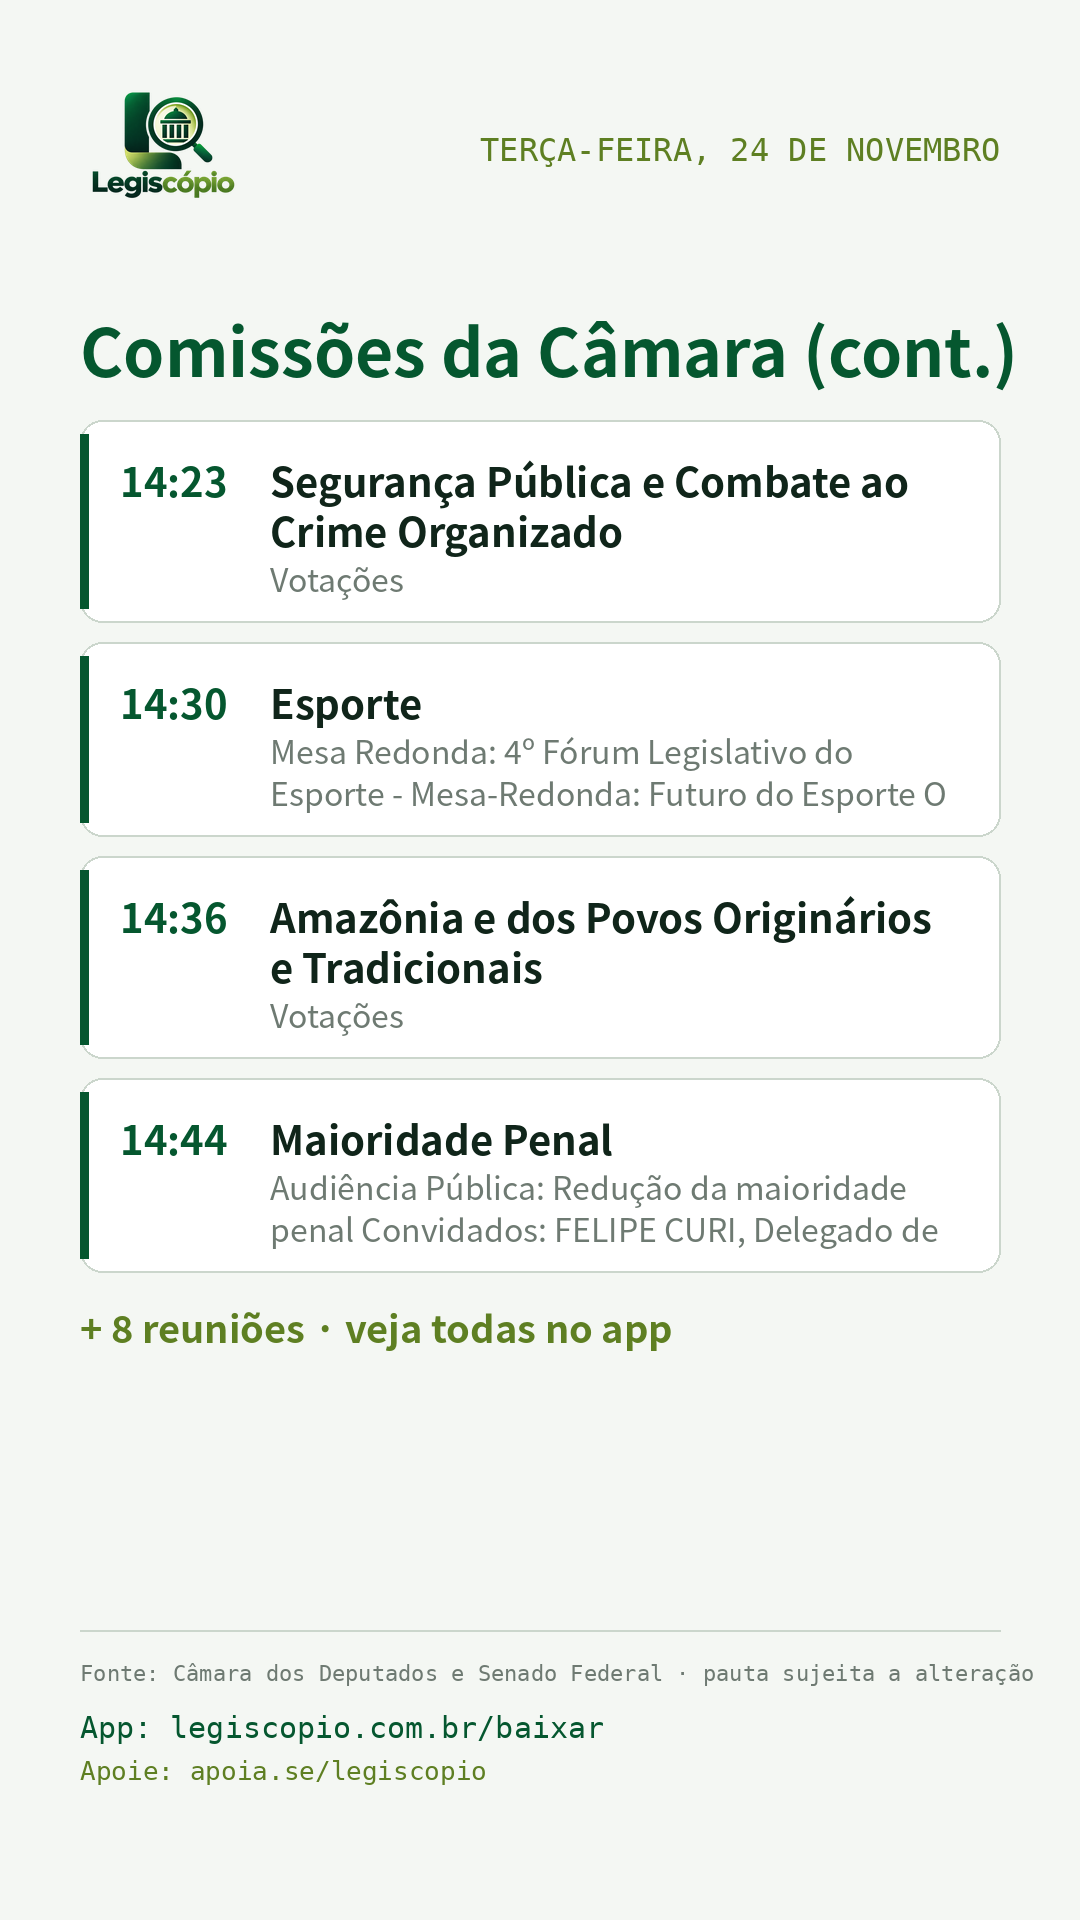 Legiscópio
TERÇA-FEIRA, 24 DE NOVEMBRO
Comissões da Câmara (cont.)
14:23 Segurança Pública e Combate ao
Crime Organizado
Votações
14:30 Esporte
Mesa Redonda: 4º Fórum Legislativo do
Esporte - Mesa-Redonda: Futuro do Esporte O
14:36 Amazônia e dos Povos Originários
e Tradicionais
Votações
14:44 Maioridade Penal
Audiência Pública: Redução da maioridade
penal Convidados: FELIPE CURI, Delegado de
+ 8 reuniões · veja todas no app
Fonte: Câmara dos Deputados e Senado Federal · pauta sujeita a alteração
App: legiscopio.com.br/baixar
Apoie: apoia.se/legiscopio